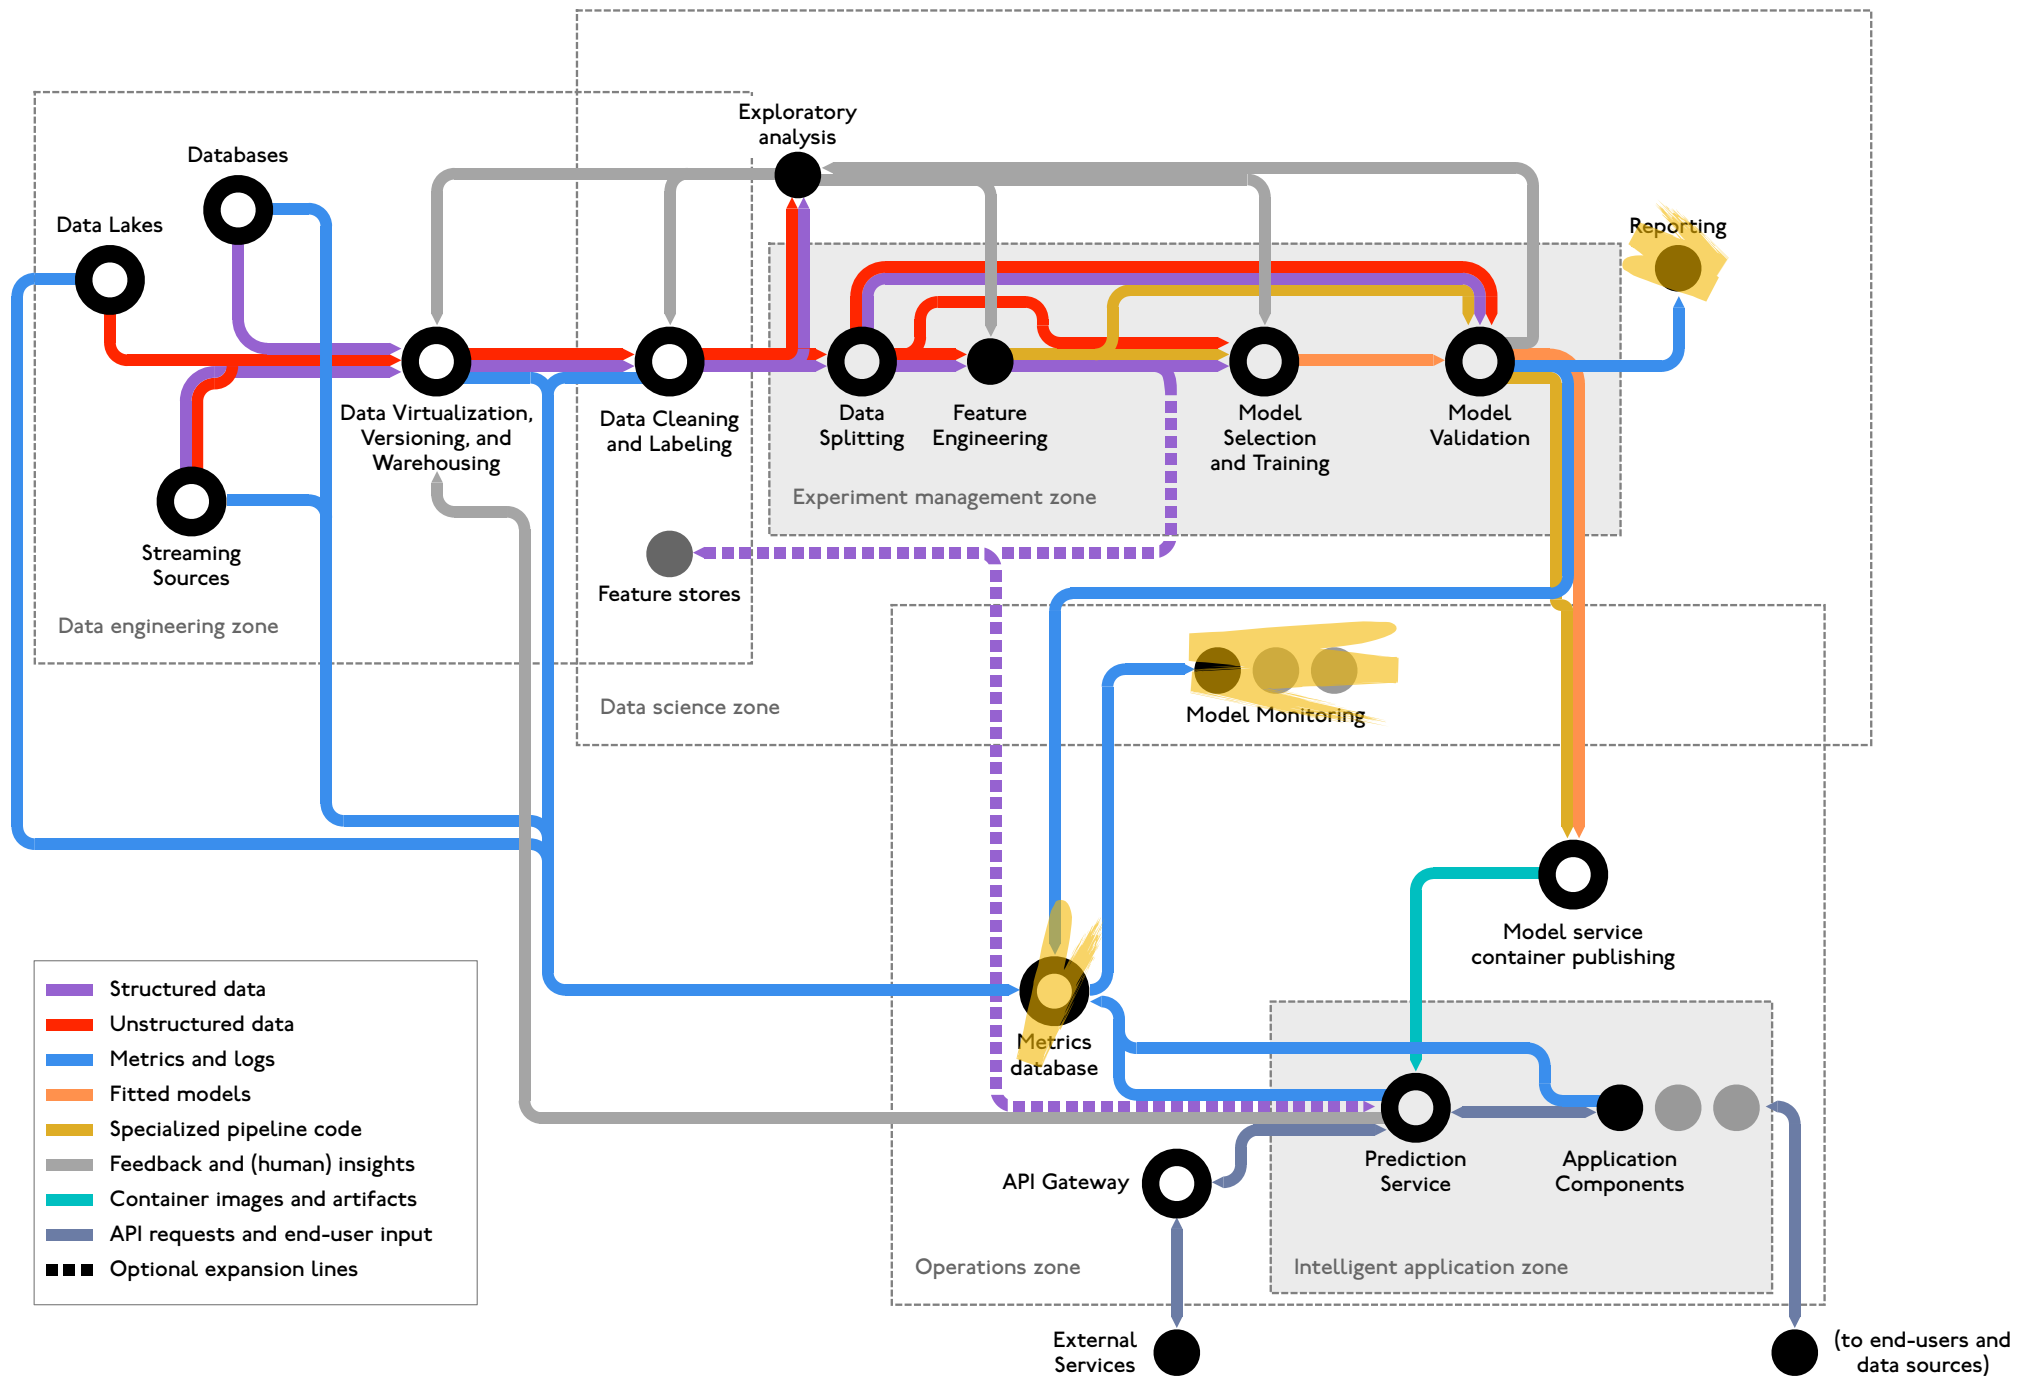 Exploratory
analysis
Databases
Data Lakes
Reporting
Data Virtualization,
Versioning, and
Warehousing
Data Cleaning
and Labeling
Data
Splitting
Feature
Engineering
Model
Selection
and Training
Model
Validation
Experiment management zone
Streaming
Sources
Feature stores
Data engineering zone
Data science zone
Model Monitoring
Model service
container publishing
Metrics
database
Structured data
Unstructured data
Metrics and logs
Fitted models
Specialized pipeline code
Feedback and (human) insights
Container images and artifacts
API requests and end-user input
Optional expansion lines
API Gateway
Prediction
Service
Application
Components
Operations zone
Intelligent application zone
External
Services
(to end-users and
data sources)